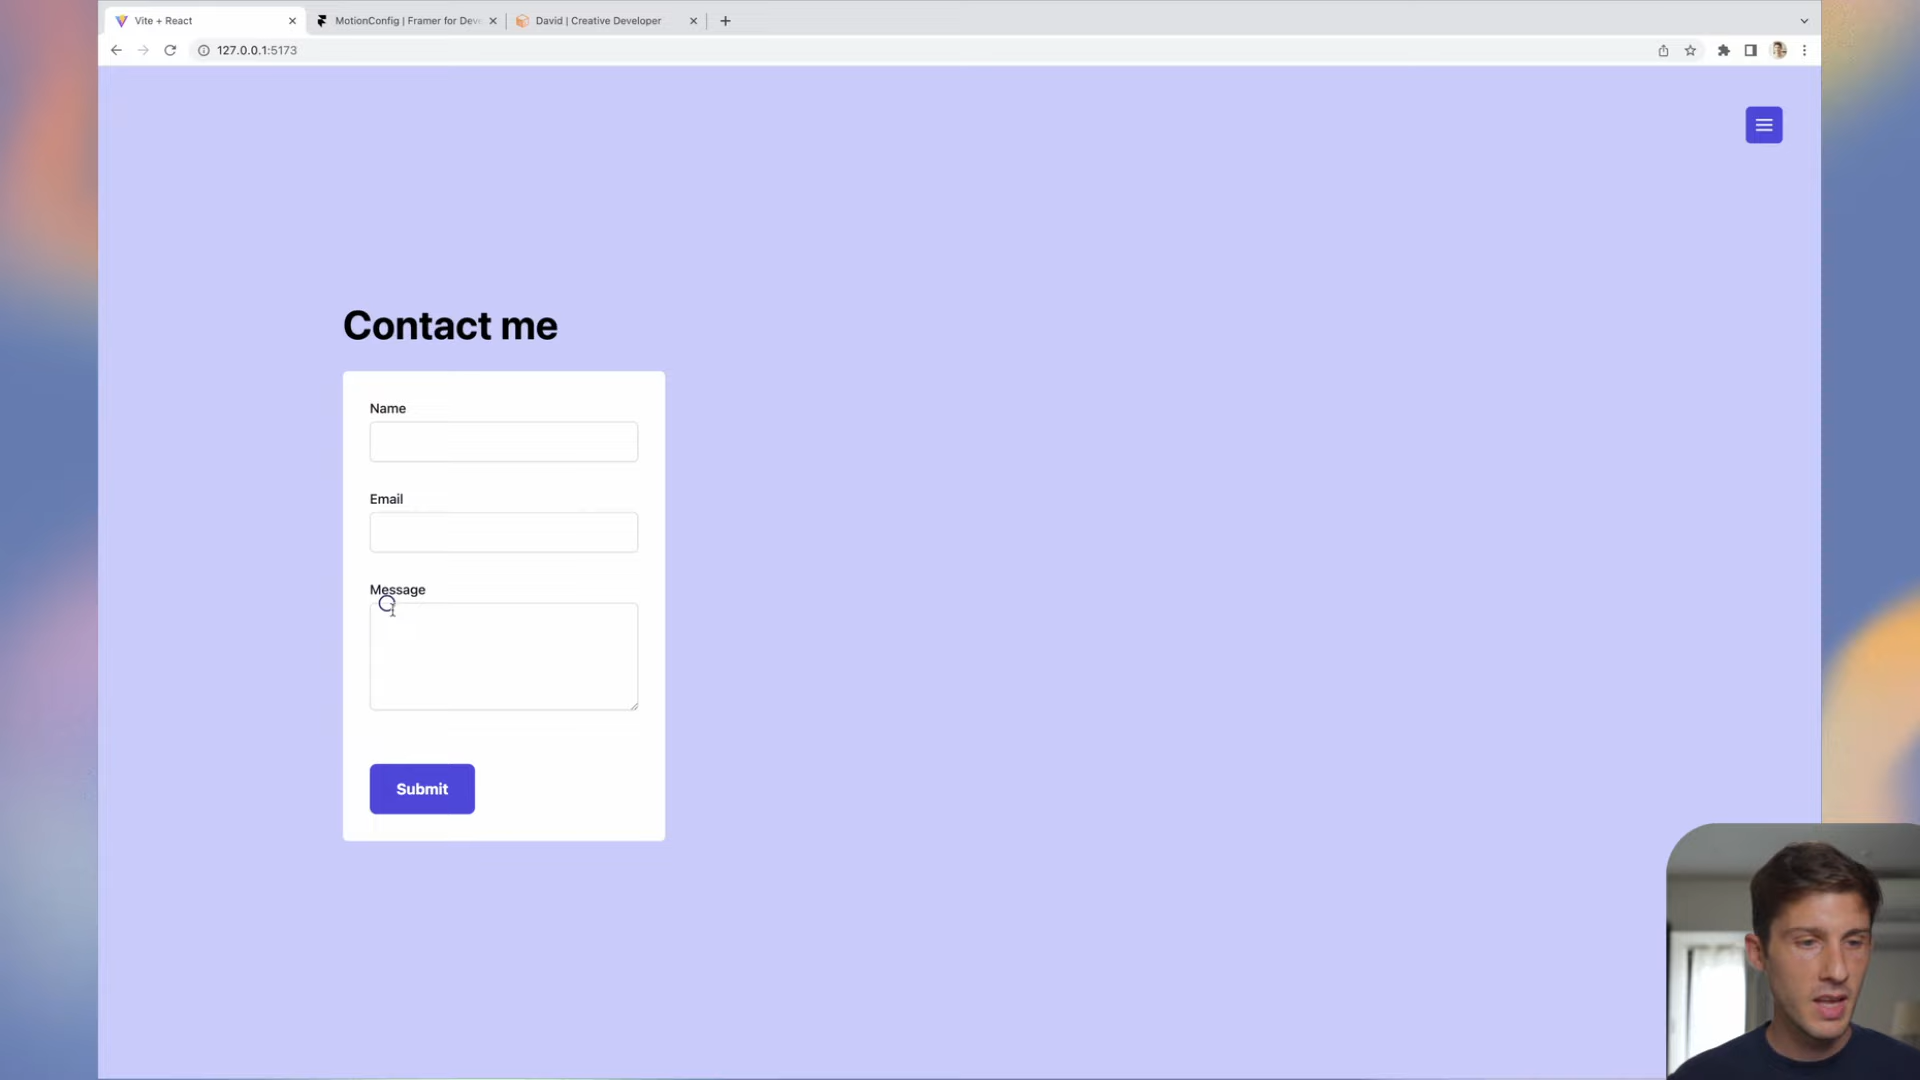 Vite + React
MotionConfig | Framer for Deve
David | Creative Developer
127.0.0.1:5173
Contact me
Name
Email
Message
Submit